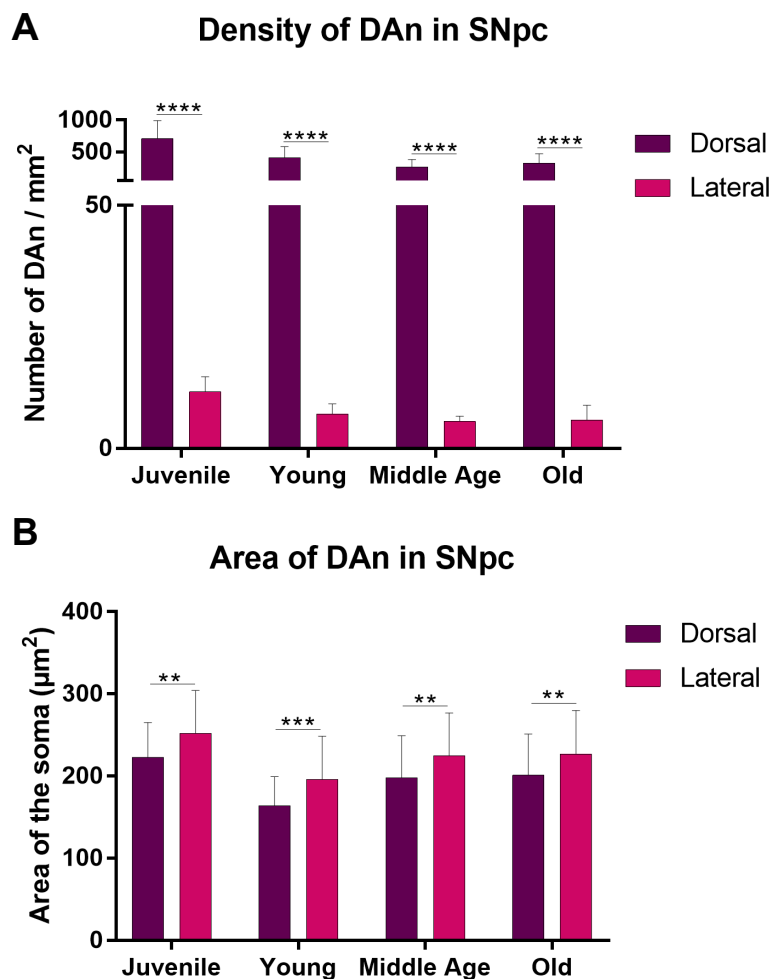 A
Density of DAn in SNpc
Number of DAn / mm²
1000
500
50
0
****
****
****
****
Juvenile
Young
Middle Age
Old
Dorsal
Lateral
B
Area of DAn in SNpc
Area of the soma (µm²)
400
300
200
100
0
**
***
**
**
Juvenile
Young
Middle Age
Old
Dorsal
Lateral